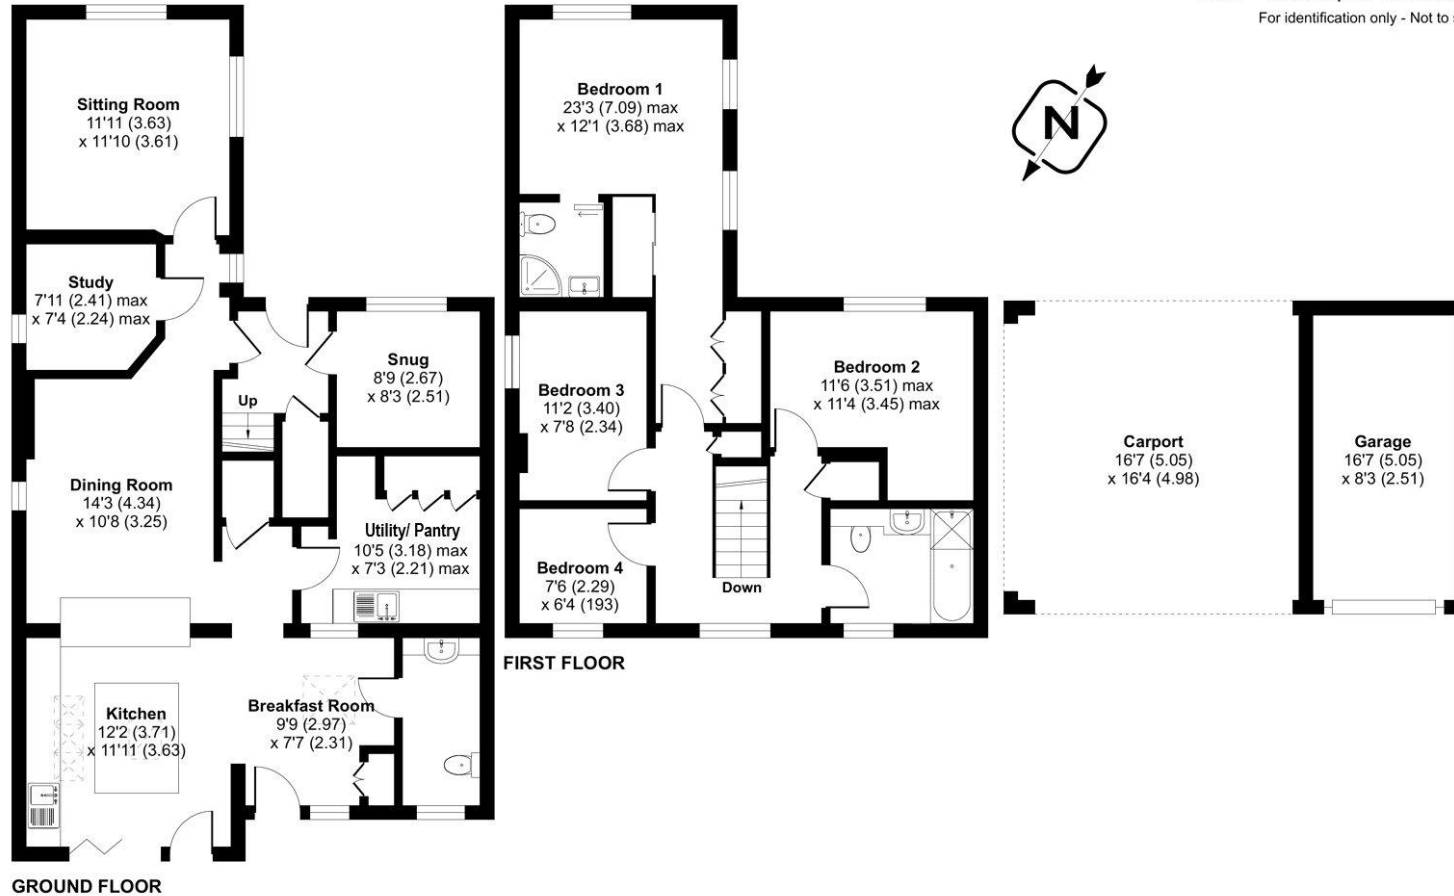 For identification only - Not to
Sitting Room
11'11 (3.63)
x 11'10 (3.61)
Study
7'11 (2.41) max
x 7'4 (2.24) max
Snug
8'9 (2.67)
x 8'3 (2.51)
Up
Dining Room
14'3 (4.34)
x 10'8 (3.25)
Utility/ Pantry
10'5 (3.18) max
x 7'3 (2.21) max
Kitchen
12'2 (3.71)
x 11'11 (3.63)
Breakfast Room
9'9 (2.97)
x 7'7 (2.31)
GROUND FLOOR
Bedroom 1
23'3 (7.09) max
x 12'1 (3.68) max
Bedroom 3
11'2 (3.40)
x 7'8 (2.34)
Bedroom 2
11'6 (3.51) max
x 11'4 (3.45) max
Bedroom 4
7'6 (2.29)
x 6'4 (193)
Down
FIRST FLOOR
N
Carport
16'7 (5.05)
x 16'4 (4.98)
Garage
16'7 (5.05)
x 8'3 (2.51)